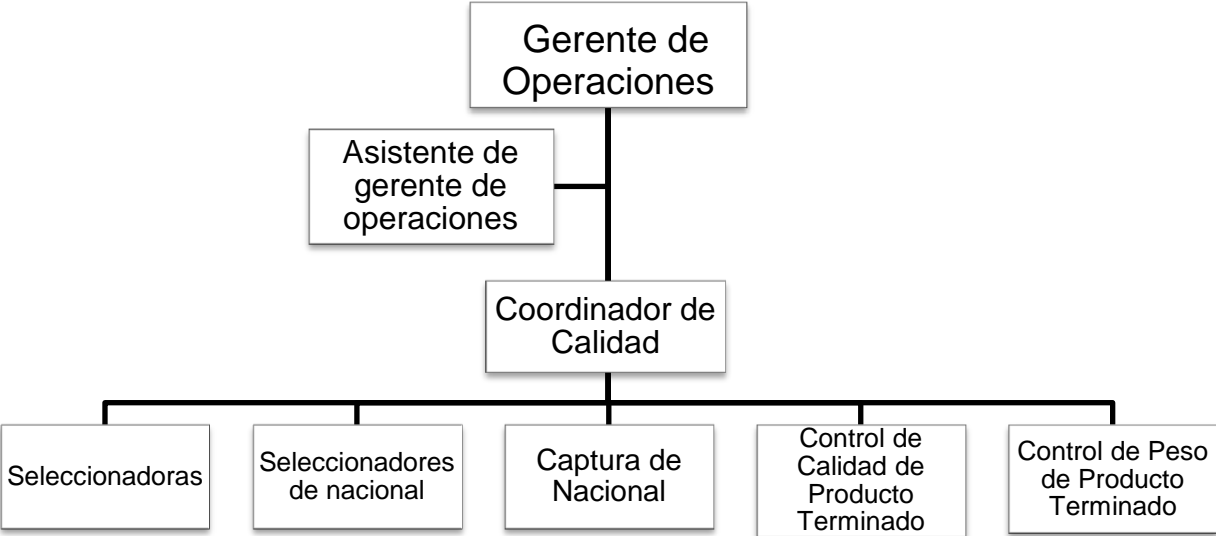 Gerente de
Operaciones
Asistente de
gerente de
operaciones
Coordinador de
Calidad
Seleccionadoras
Seleccionadores
de nacional
Captura de
Nacional
Control de
Calidad de
Producto
Terminado
Control de Peso
de Producto
Terminado